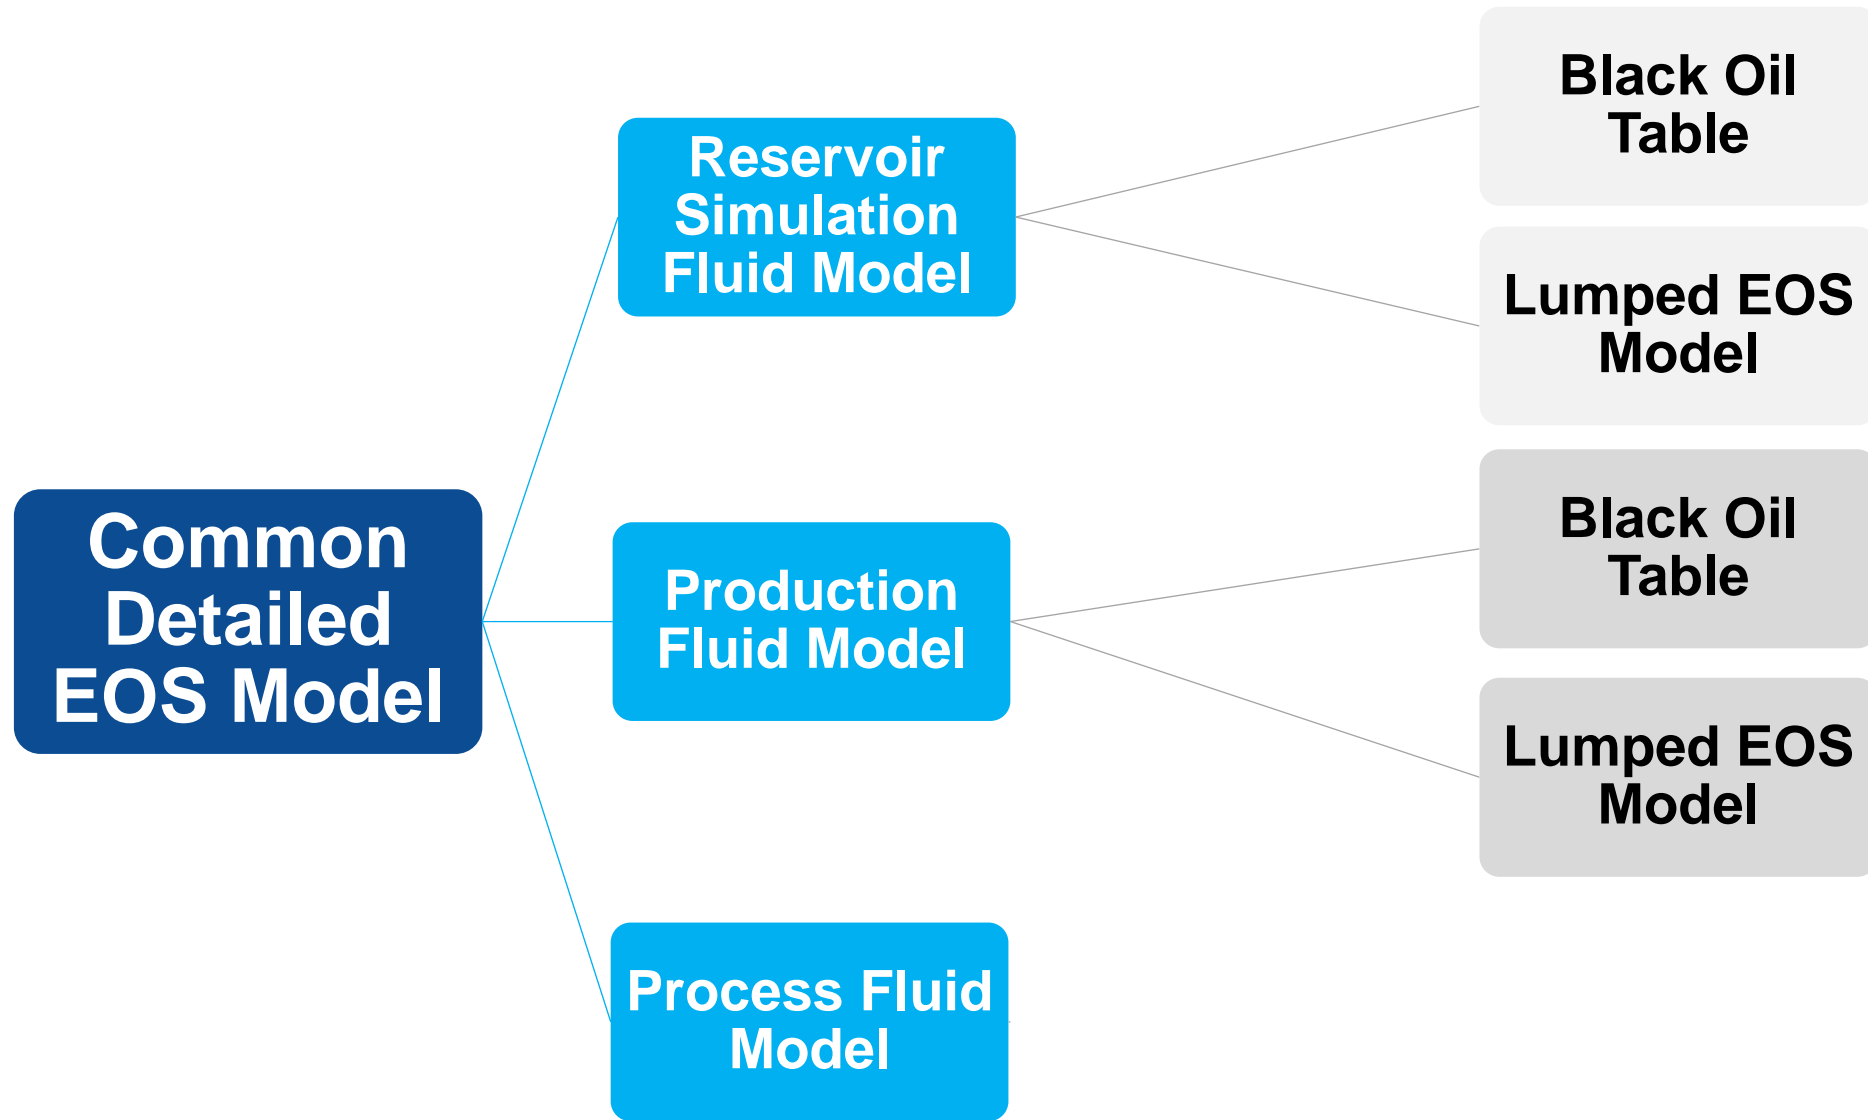 Common
Detailed
EOS Model
Reservoir
Simulation
Fluid Model
Black Oil
Table
Lumped EOS
Model
Production
Fluid Model
Black Oil
Table
Lumped EOS
Model
Process Fluid
Model